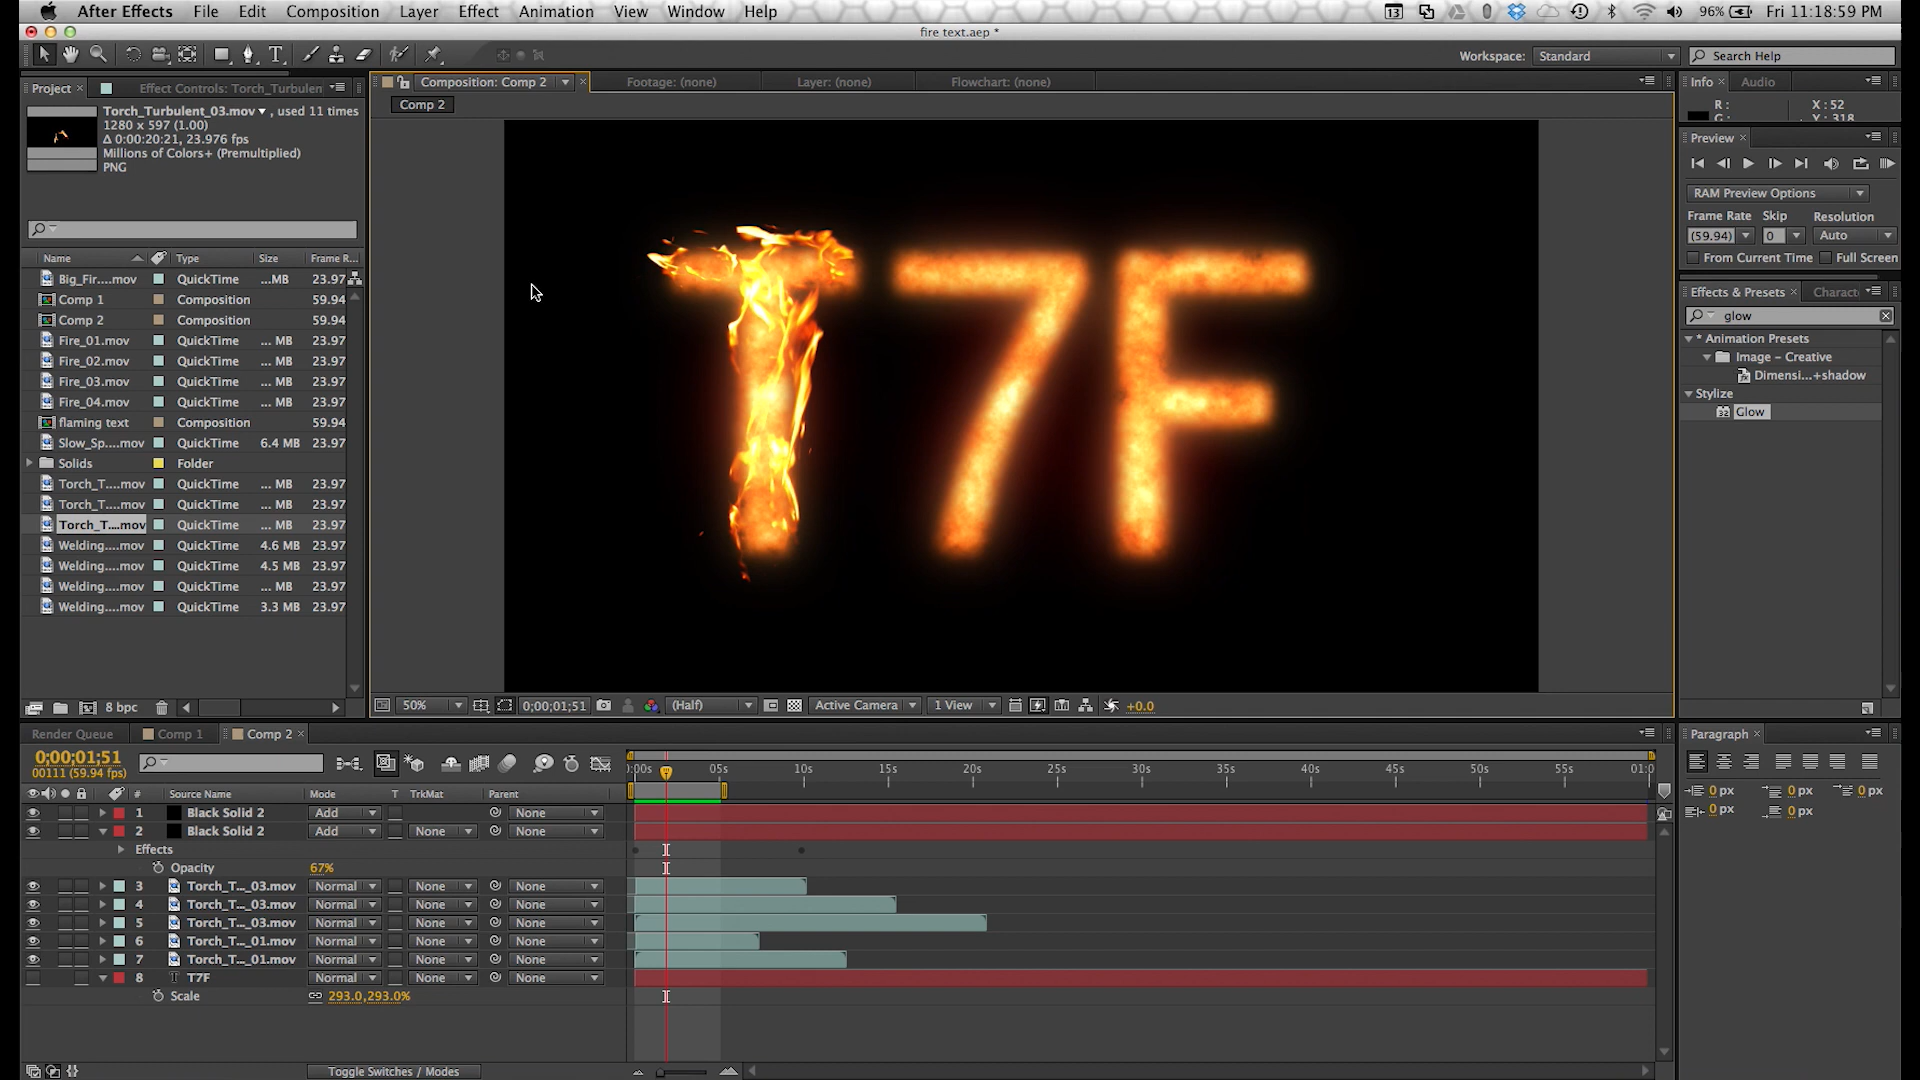 After Effects File Edit Composition Layer Effect Animation View Window Help 13 96% Fri 11:18:59 PM
fire text.aep *
Workspace: Standard Search Help
Project × Effect Controls: Torch_Turbulen
Composition: Comp 2 × Footage: (none) Layer: (none) Flowchart: (none)
Info × Audio
Comp 2
Torch_Turbulent_03.mov , used 11 times
1280 x 597 (1.00)
Δ 0:00:20:21, 23.976 fps
Millions of Colors+ (Premultiplied)
PNG
R :
G :
X : 52
Y : 318
Preview ×
RAM Preview Options
Frame Rate Skip Resolution
(59.94) 0 Auto
From Current Time Full Screen
Effects & Presets × Charact
glow
* Animation Presets
Image – Creative
Dimensi...+shadow
Stylize
Glow
Name Type Size Frame R...
Big_Fir....mov QuickTime ...MB 23.97
Comp 1 Composition 59.94
Comp 2 Composition 59.94
Fire_01.mov QuickTime ... MB 23.97
Fire_02.mov QuickTime ... MB 23.97
Fire_03.mov QuickTime ... MB 23.97
Fire_04.mov QuickTime ... MB 23.97
flaming text Composition 59.94
Slow_Sp....mov QuickTime 6.4 MB 23.97
Solids Folder
Torch_T....mov QuickTime ... MB 23.97
Torch_T....mov QuickTime ... MB 23.97
Torch_T....mov QuickTime ... MB 23.97
Welding....mov QuickTime 4.6 MB 23.97
Welding....mov QuickTime 4.5 MB 23.97
Welding....mov QuickTime ... MB 23.97
Welding....mov QuickTime 3.3 MB 23.97
T7F
8 bpc
50% 0;00;01;51 (Half) Active Camera 1 View +0.0
Render Queue Comp 1 Comp 2 ×
0;00;01;51
00111 (59.94 fps)
):00s 05s 10s 15s 20s 25s 30s 35s 40s 45s 50s 55s 01:0
# Source Name Mode T TrkMat Parent
1 Black Solid 2 Add None
2 Black Solid 2 Add None None
Effects
Opacity 67%
3 Torch_T..._03.mov Normal None None
4 Torch_T..._03.mov Normal None None
5 Torch_T..._03.mov Normal None None
6 Torch_T..._01.mov Normal None None
7 Torch_T..._01.mov Normal None None
8 T T7F Normal None None
Scale 293.0,293.0%
Toggle Switches / Modes
Paragraph ×
0 px 0 px 0 px
0 px 0 px